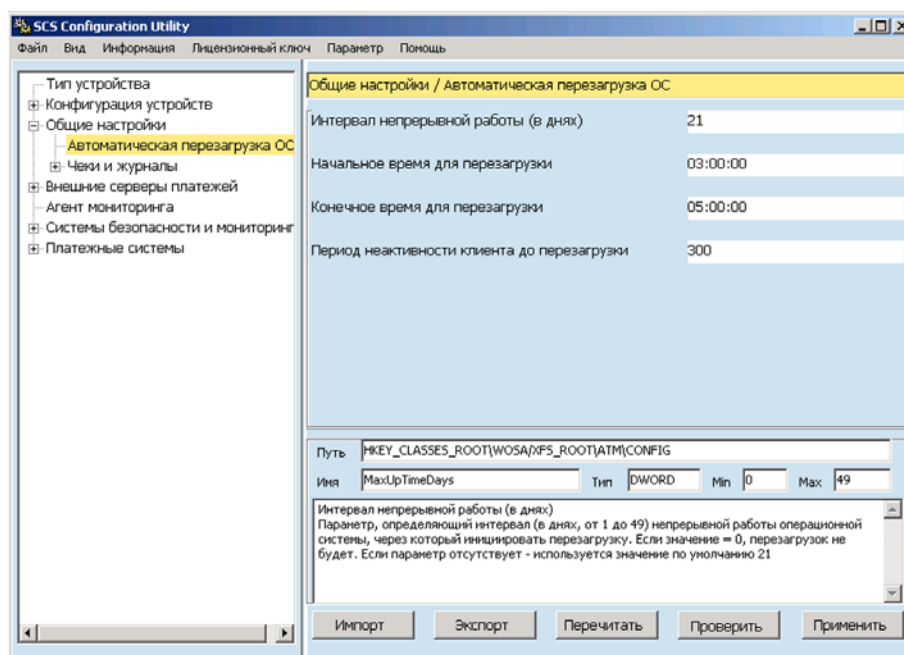 SCS Configuration Utility
Файл Вид Информация Лицензионный ключ Параметр Помощь
Тип устройства
Конфигурация устройств
Общие настройки
Автоматическая перезагрузка ОС
Чеки и журналы
Внешние серверы платежей
Агент мониторинга
Системы безопасности и мониторинг
Платежные системы
Общие настройки / Автоматическая перезагрузка ОС
Интервал непрерывной работы (в днях) 21
Начальное время для перезагрузки 03:00:00
Конечное время для перезагрузки 05:00:00
Период неактивности клиента до перезагрузки 300
Путь HKEY_CLASSES_ROOT\WOSA/XFS_ROOT\ATM\CONFIG
Имя MaxUpTimeDays Тип DWORD Min 0 Max 49
Интервал непрерывной работы (в днях)
Параметр, определяющий интервал (в днях, от 1 до 49) непрерывной работы операционной
системы, через который инициировать перезагрузку. Если значение = 0, перезагрузок не
будет. Если параметр отсутствует - используется значение по умолчанию 21
Импорт Экспорт Перечитать Проверить Применить